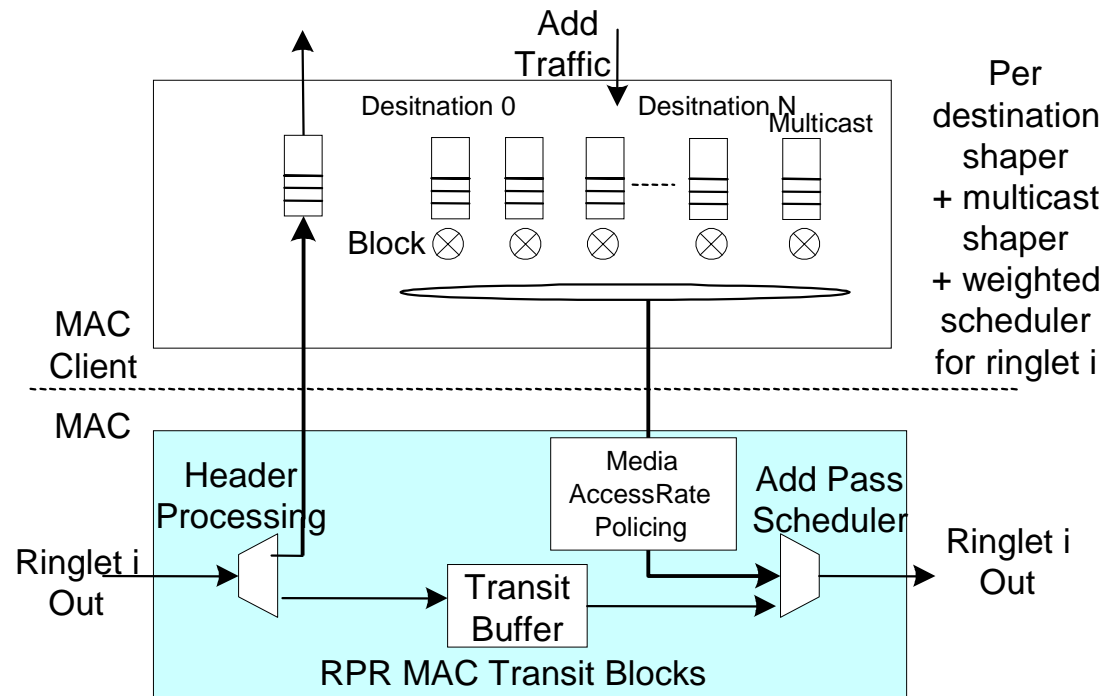 Add
Traffic
Desitnation 0
Desitnation N
Multicast
Block
Per
destination
shaper
+ multicast
shaper
+ weighted
scheduler
for ringlet i
MAC
Client
MAC
Header
Processing
Media
AccessRate
Policing
Add Pass
Scheduler
Ringlet i
Out
Transit
Buffer
Ringlet i
Out
RPR MAC Transit Blocks